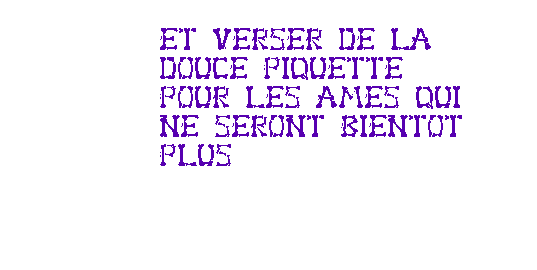 ET VERSER DE LA
DOUCE PIQUETTE
POUR LES AMES QUI
NE SERONT BIENTOT
PLUS